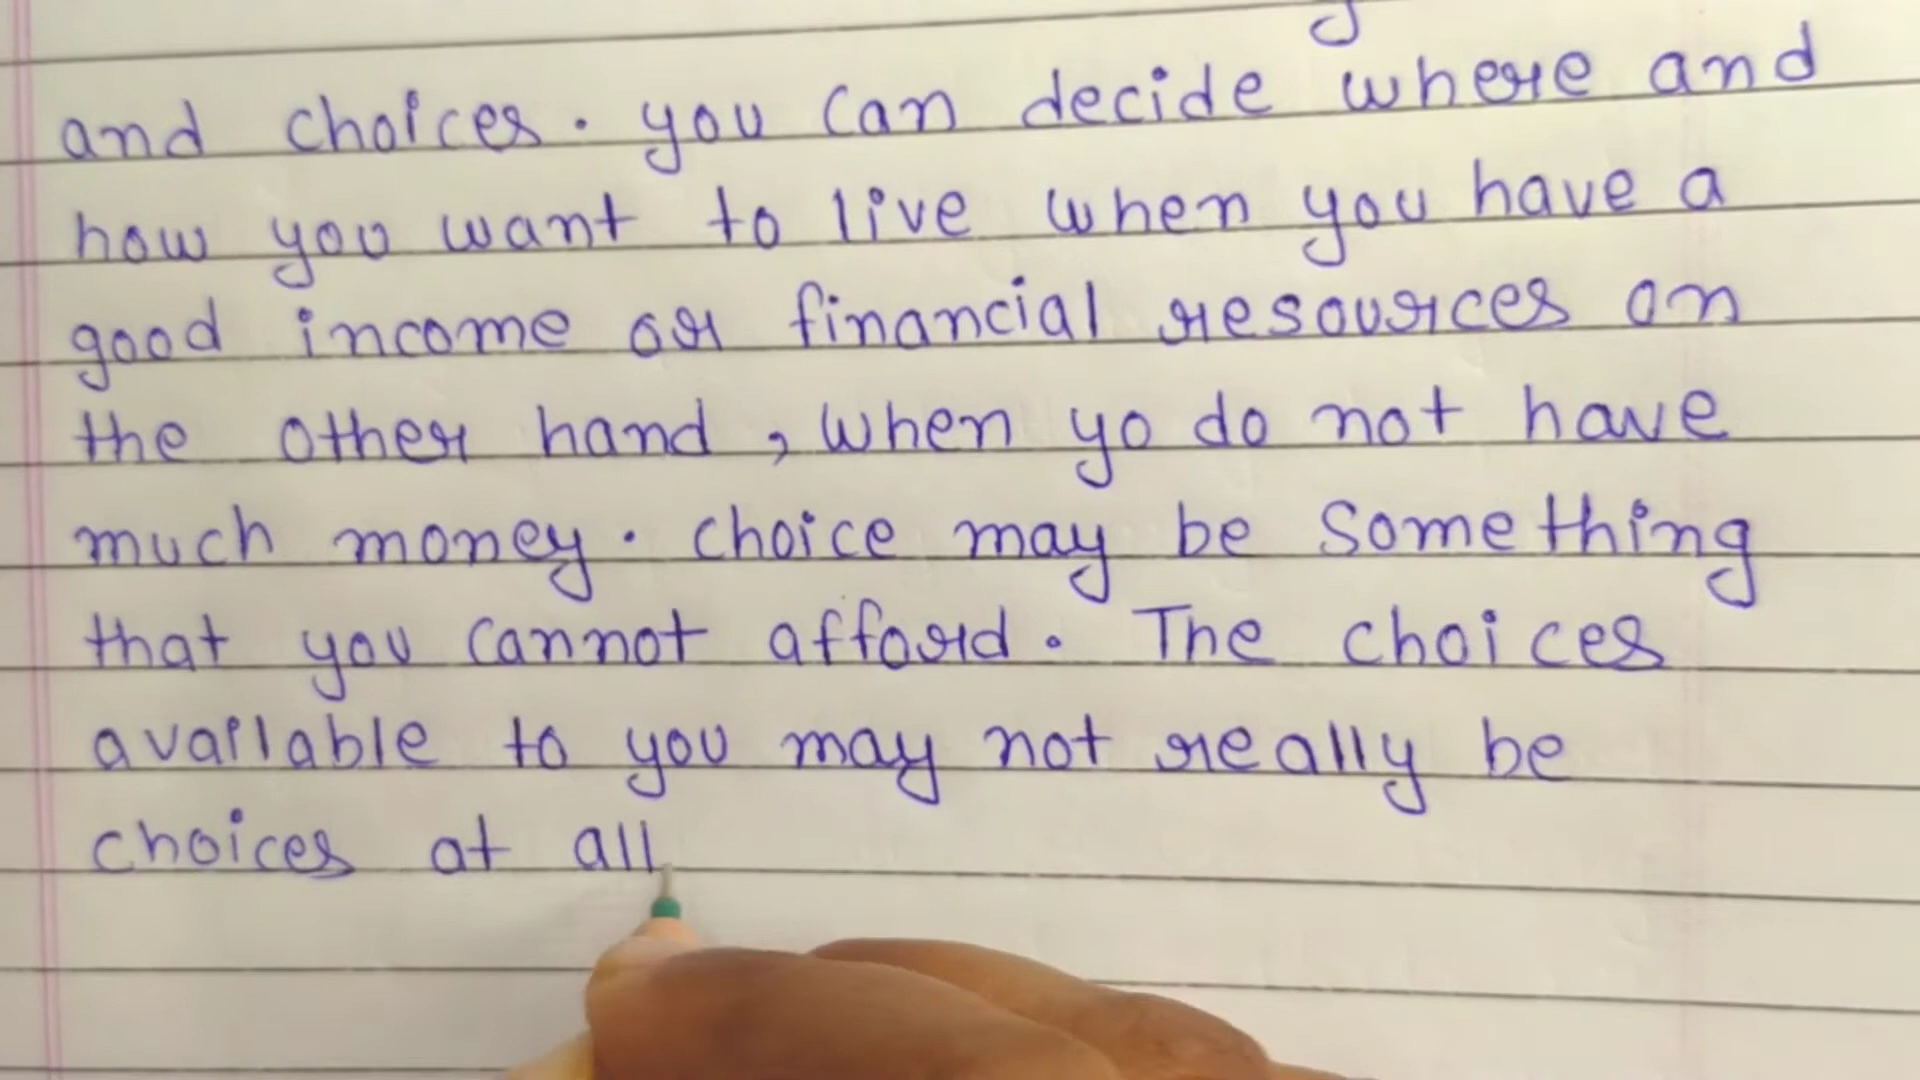 and choices. you can decide where and
how you want to live when you have a
good income or financial resources on
the other hand, when yo do not have
much money. choice may be something
that you cannot afford. The choices
available to you may not really be
choices at all